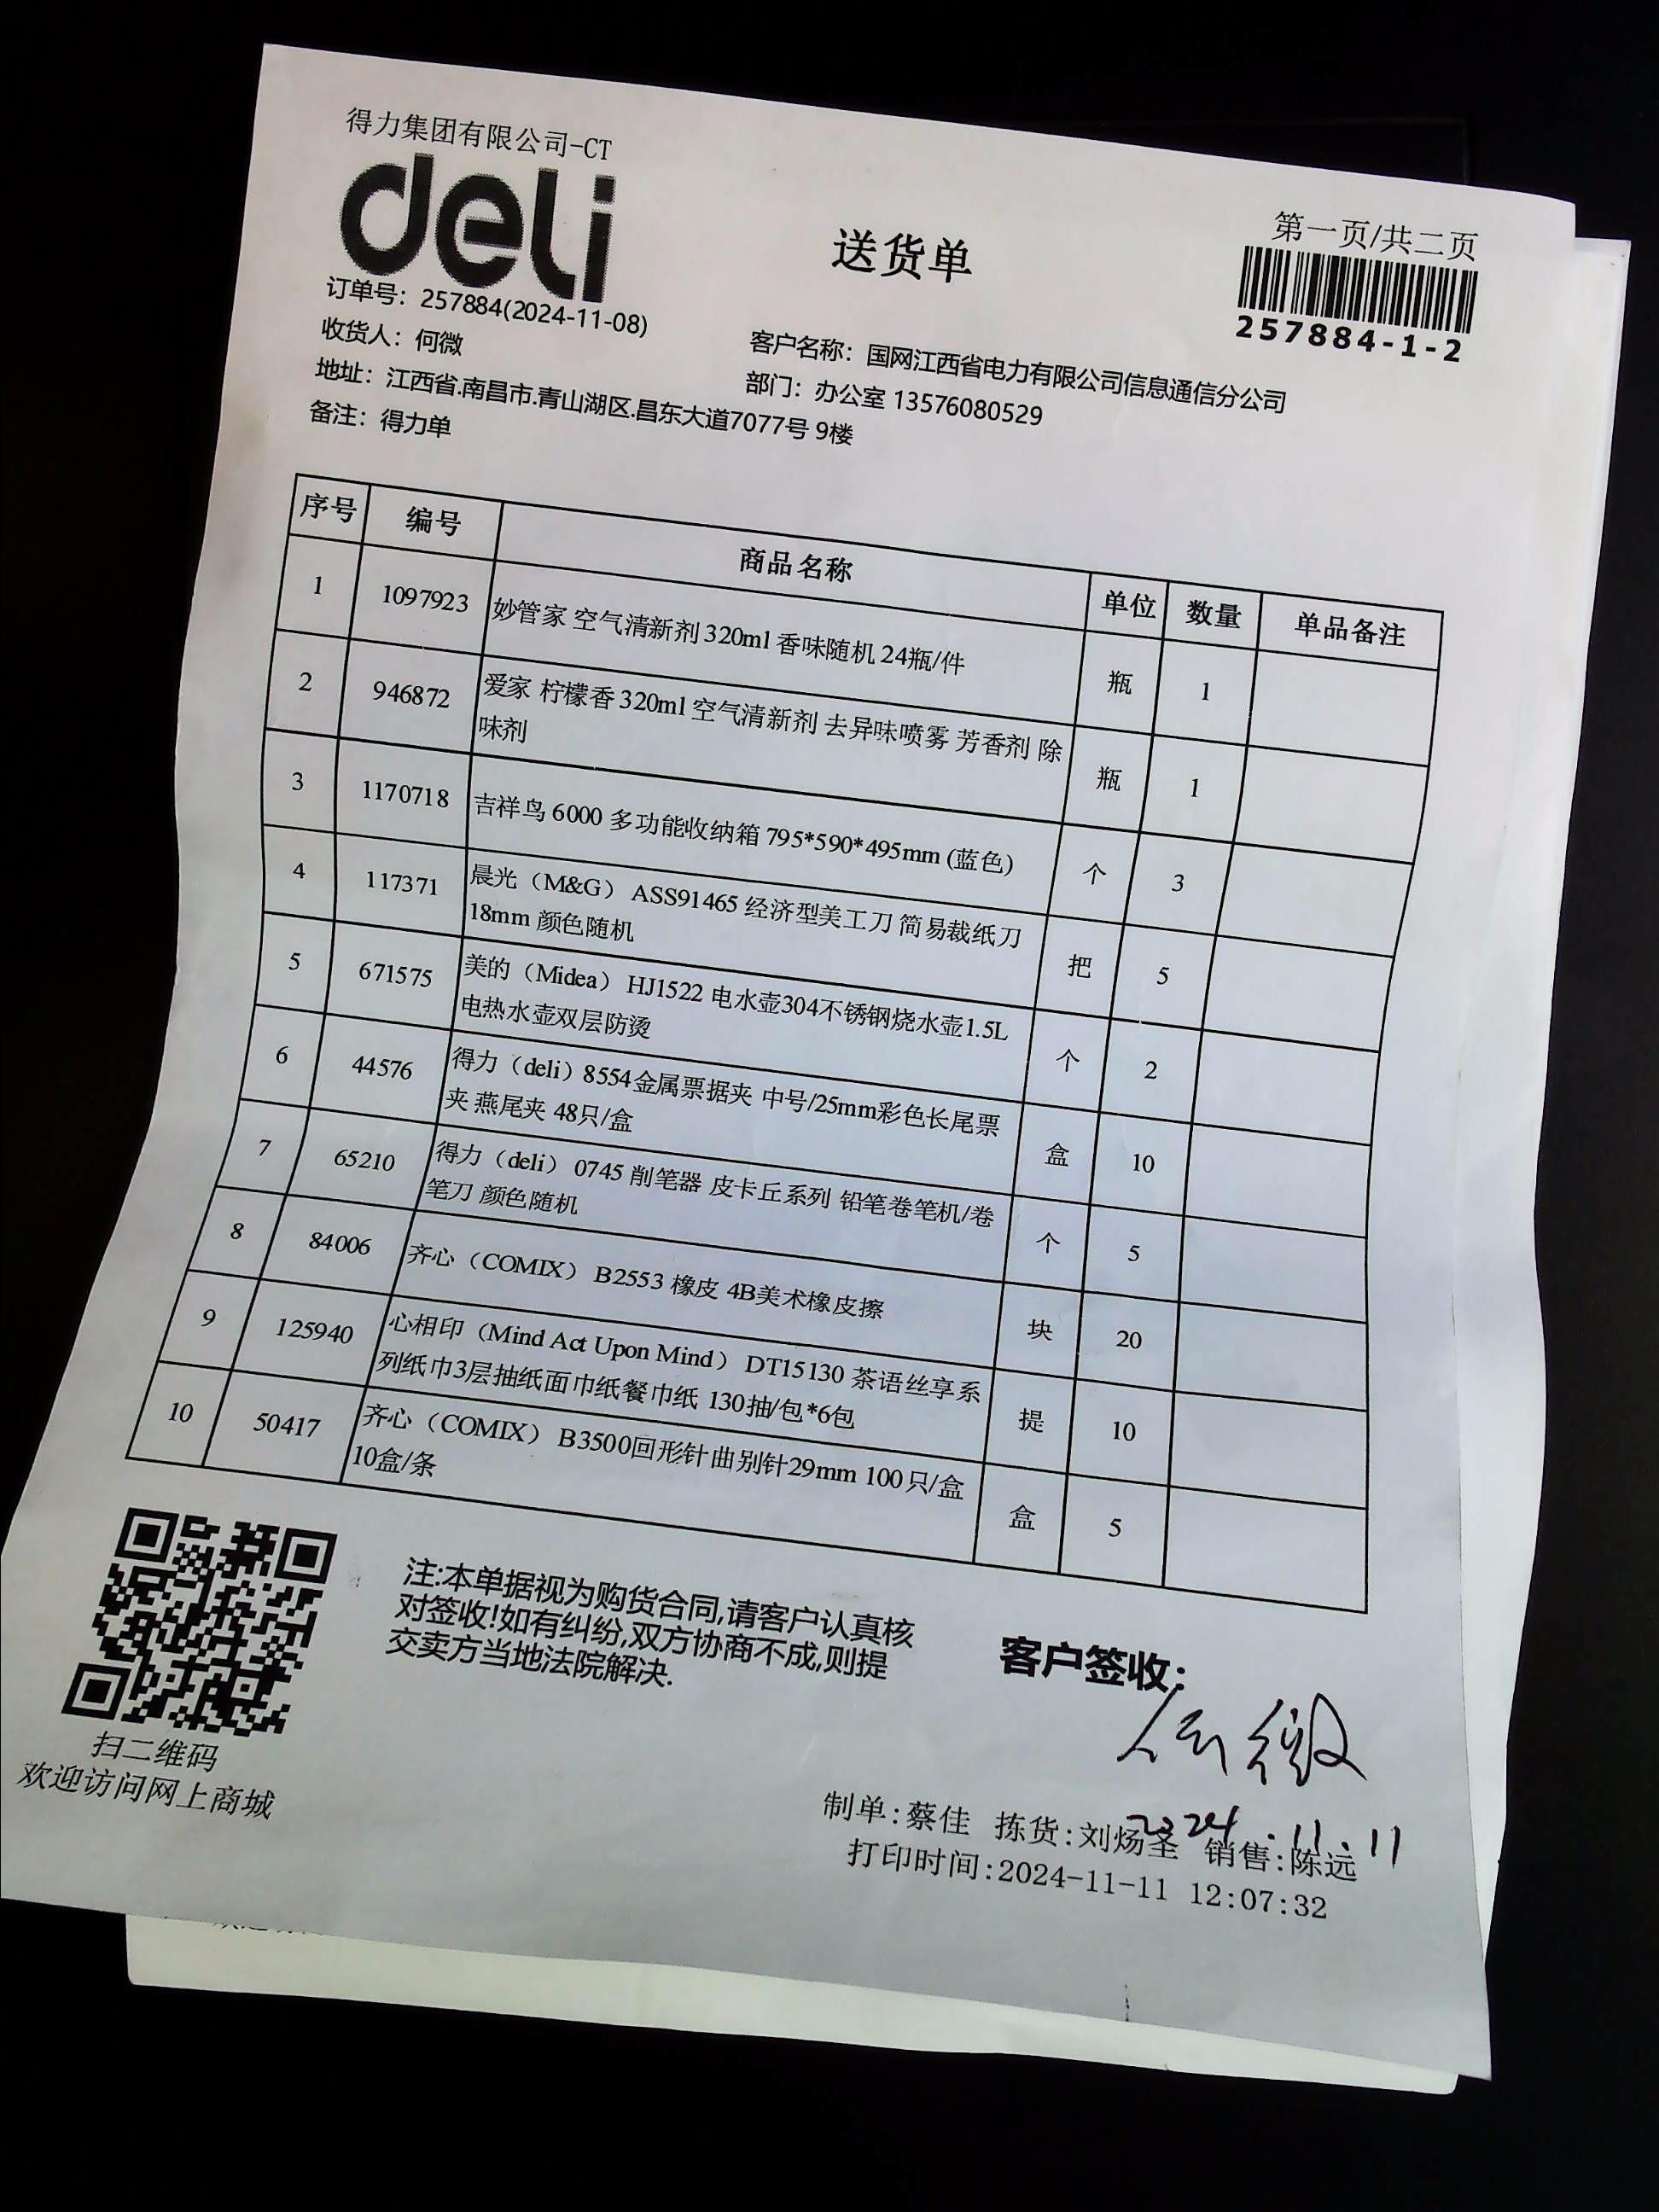 得力集团有限公司-CT
deli
送货单
第一页/共二页
257884-1-2
订单号：257884(2024-11-08)
收货人：何微
客户名称：国网江西省电力有限公司信息通信分公司
地址：江西省.南昌市.青山湖区.昌东大道7077号 9楼
部门：办公室 13576080529
备注：得力单
序号 编号 商品名称 单位 数量 单品备注
1 1097923 妙管家 空气清新剂 320ml 香味随机 24瓶/件 瓶 1
2 946872 爱家 柠檬香 320ml 空气清新剂 去异味喷雾 芳香剂 除
味剂 瓶 1
3 1170718 吉祥鸟 6000 多功能收纳箱 795*590*495mm (蓝色) 个 3
4 117371 晨光（M&G） ASS91465 经济型美工刀 简易裁纸刀
18mm 颜色随机 把 5
5 671575 美的（Midea） HJ1522 电水壶304不锈钢烧水壶1.5L
电热水壶双层防烫 个 2
6 44576 得力（deli）8554金属票据夹 中号/25mm彩色长尾票
夹 燕尾夹 48只/盒 盒 10
7 65210 得力（deli） 0745 削笔器 皮卡丘系列 铅笔卷笔机/卷
笔刀 颜色随机 个 5
8 84006 齐心（COMIX） B2553 橡皮 4B美术橡皮擦 块 20
9 125940 心相印（Mind Act Upon Mind） DT15130 茶语丝享系
列纸巾3层抽纸面巾纸餐巾纸 130抽/包*6包 提 10
10 50417 齐心（COMIX） B3500回形针曲别针29mm 100只/盒
10盒/条 盒 5
注:本单据视为购货合同,请客户认真核
对签收!如有纠纷,双方协商不成,则提
交卖方当地法院解决.
客户签收:
何微
2024.11.11
扫二维码
欢迎访问网上商城
制单:蔡佳 拣货:刘炀圣 销售:陈远
打印时间:2024-11-11 12:07:32